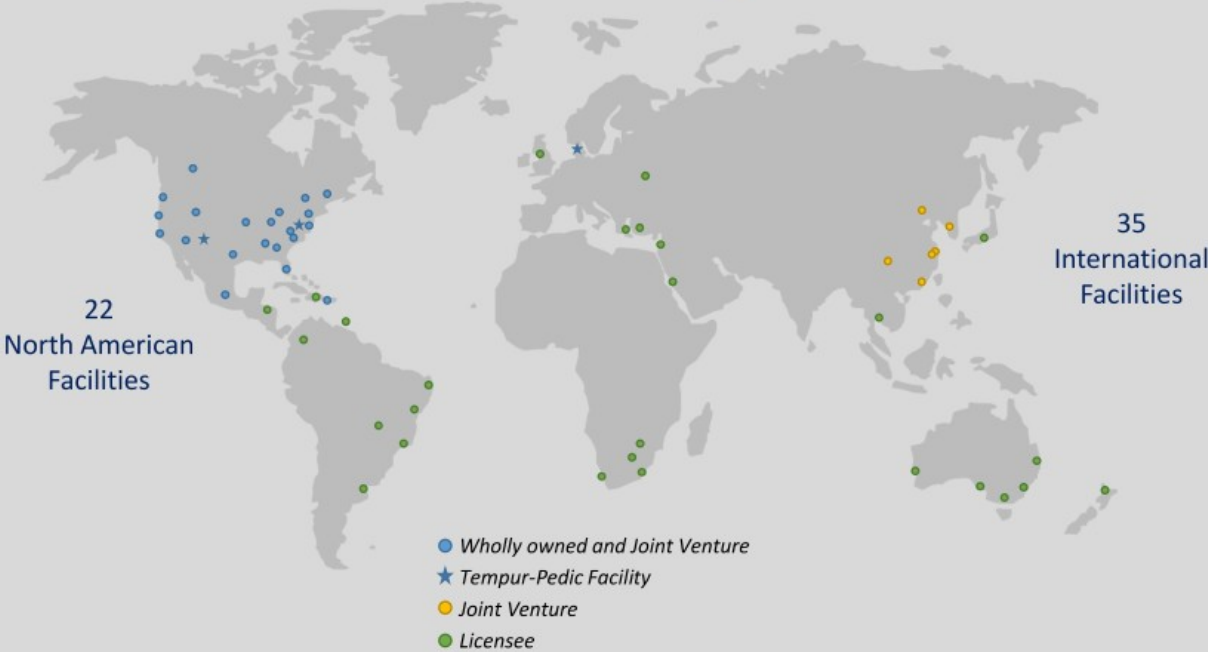 22
North American
Facilities
35
International
Facilities
Wholly owned and Joint Venture
Tempur-Pedic Facility
Joint Venture
Licensee